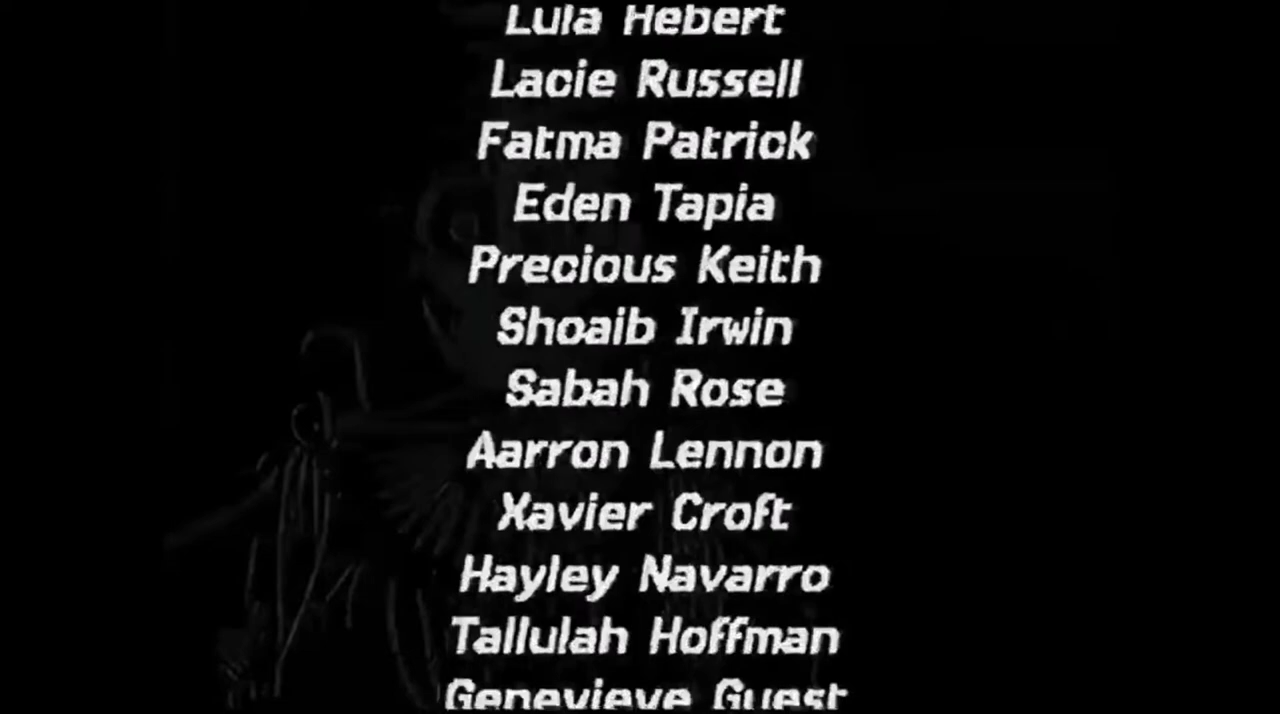 Lula Hebert
Lacie Russell
Fatma Patrick
Eden Tapia
Precious Keith
Shoaib Irwin
Sabah Rose
Aarron Lennon
Xavier Croft
Hayley Navarro
Tallulah Hoffman
Genevieve Guest